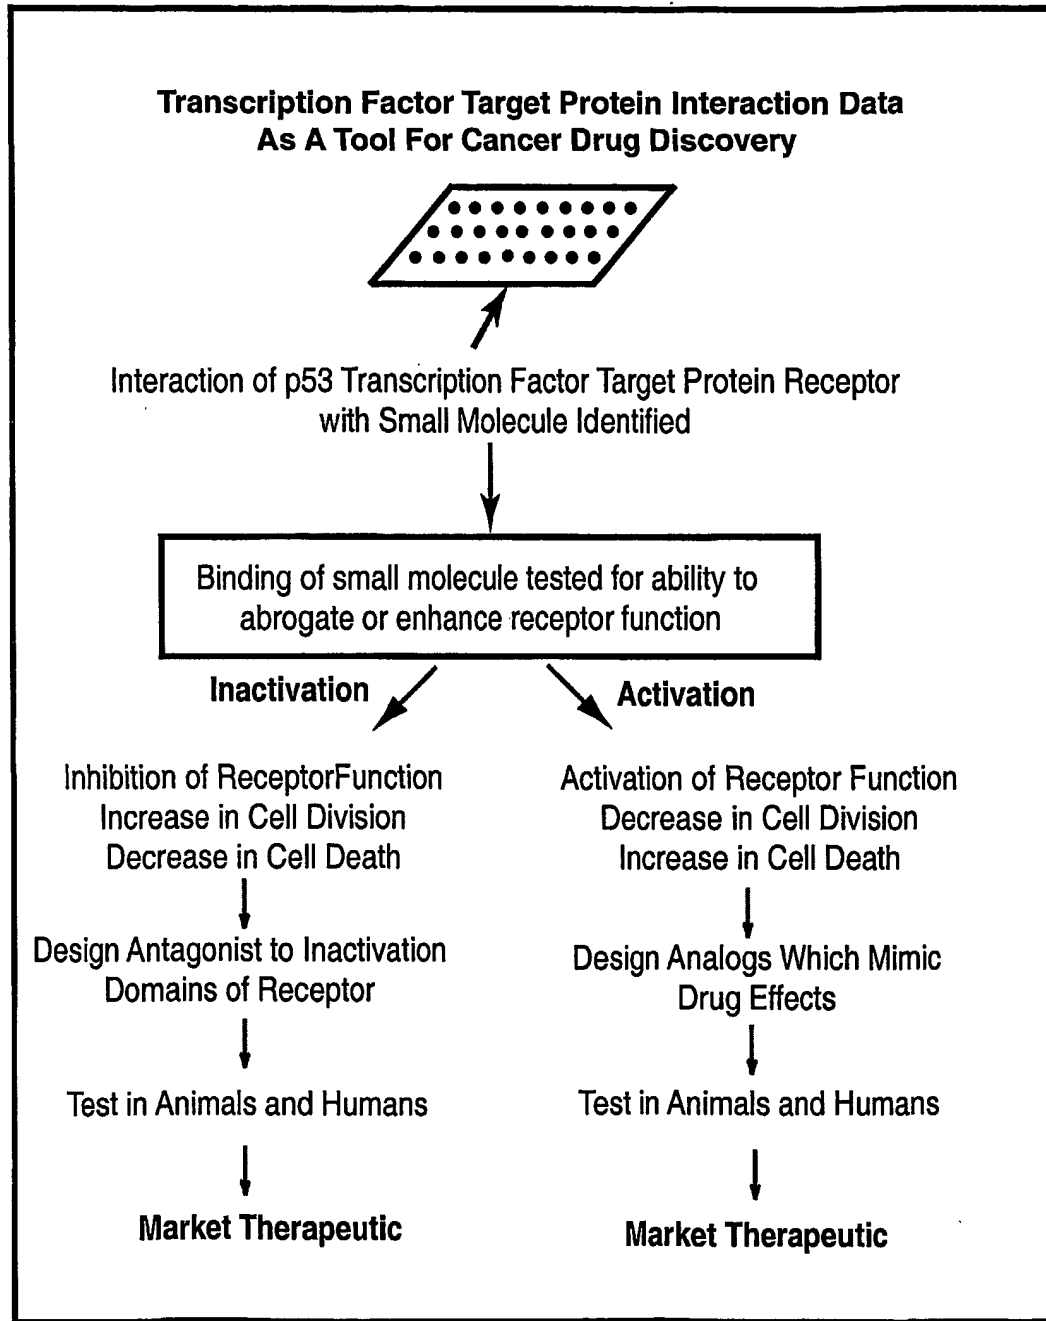 Transcription Factor Target Protein Interaction Data
As A Tool For Cancer Drug Discovery
Interaction of p53 Transcription Factor Target Protein Receptor
with Small Molecule Identified
Binding of small molecule tested for ability to
abrogate or enhance receptor function
Inactivation
Activation
Inhibition of ReceptorFunction
Increase in Cell Division
Decrease in Cell Death
Activation of Receptor Function
Decrease in Cell Division
Increase in Cell Death
Design Antagonist to Inactivation
Domains of Receptor
Design Analogs Which Mimic
Drug Effects
Test in Animals and Humans
Test in Animals and Humans
Market Therapeutic
Market Therapeutic